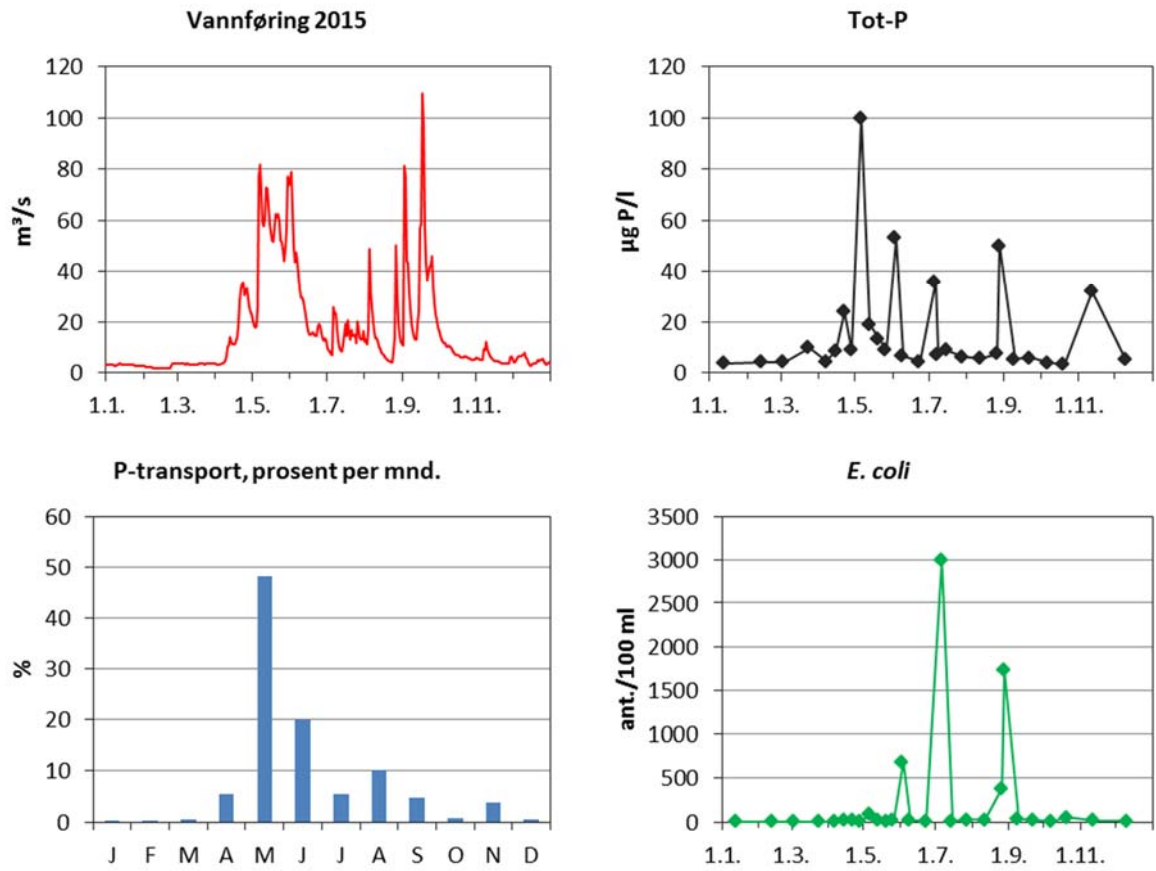 Vannføring 2015
m³/s
120
100
80
60
40
20
0
1.1. 1.3. 1.5. 1.7. 1.9. 1.11.
Tot-P
µg P/l
120
100
80
60
40
20
0
1.1. 1.3. 1.5. 1.7. 1.9. 1.11.
P-transport, prosent per mnd.
%
60
50
40
30
20
10
0
J F M A M J J A S O N D
E. coli
ant./100 ml
3500
3000
2500
2000
1500
1000
500
0
1.1. 1.3. 1.5. 1.7. 1.9. 1.11.